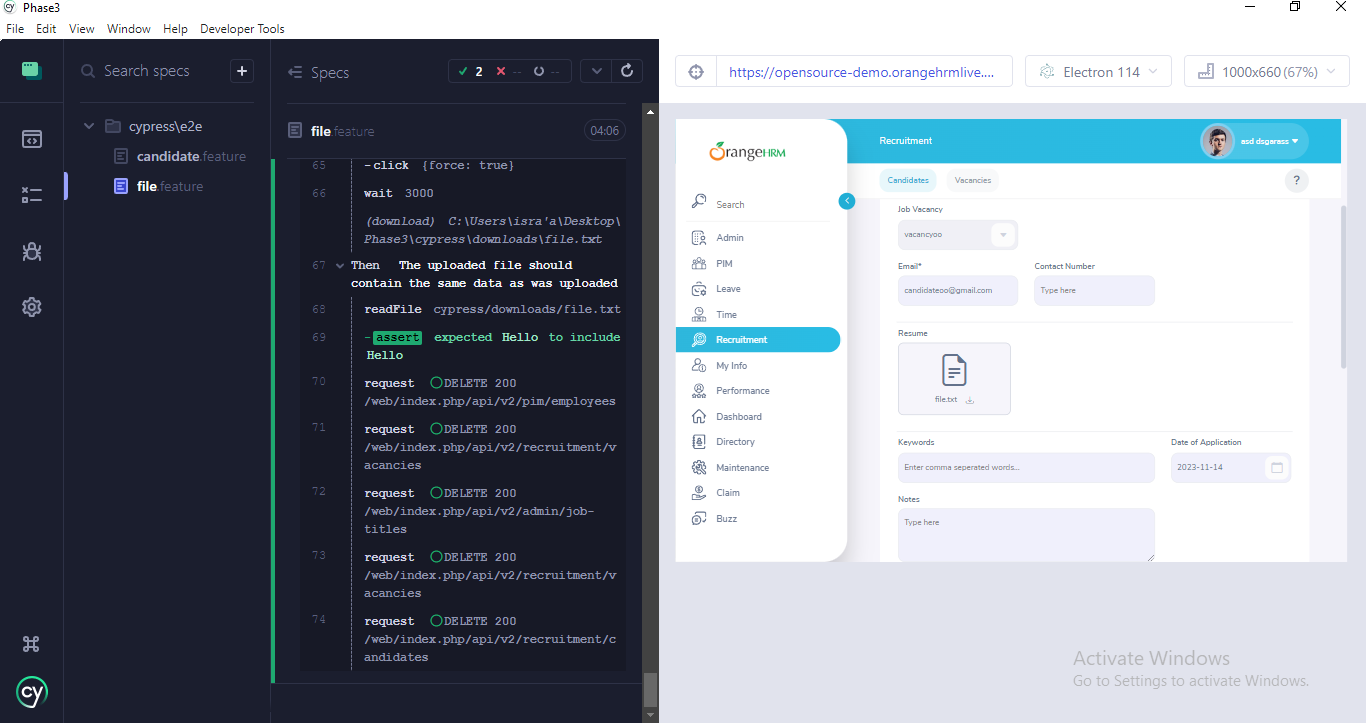 Phase3
File Edit View Window Help Developer Tools
Search specs
+
cypress\e2e
candidate.feature
file.feature
cy
Specs
2 -- --
file.feature 04:06
65 -click {force: true}
66 wait 3000
(download) C:\Users\isra'a\Desktop\
Phase3\cypress\downloads\file.txt
67 Then The uploaded file should
contain the same data as was uploaded
68 readFile cypress/downloads/file.txt
69 -assert expected Hello to include
Hello
70 request DELETE 200
/web/index.php/api/v2/pim/employees
71 request DELETE 200
/web/index.php/api/v2/recruitment/v
acancies
72 request DELETE 200
/web/index.php/api/v2/admin/job-
titles
73 request DELETE 200
/web/index.php/api/v2/recruitment/v
acancies
74 request DELETE 200
/web/index.php/api/v2/recruitment/c
andidates
https://opensource-demo.orangehrmlive....
Electron 114
1000x660 (67%)
OrangeHRM
Search
Admin
PIM
Leave
Time
Recruitment
My Info
Performance
Dashboard
Directory
Maintenance
Claim
Buzz
Recruitment
asd dsgarass
Candidates Vacancies
?
Job Vacancy
vacancyoo
Email* Contact Number
candidateoo@gmail.com Type here
Resume
file.txt
Keywords Date of Application
Enter comma seperated words... 2023-11-14
Notes
Type here
Activate Windows
Go to Settings to activate Windows.